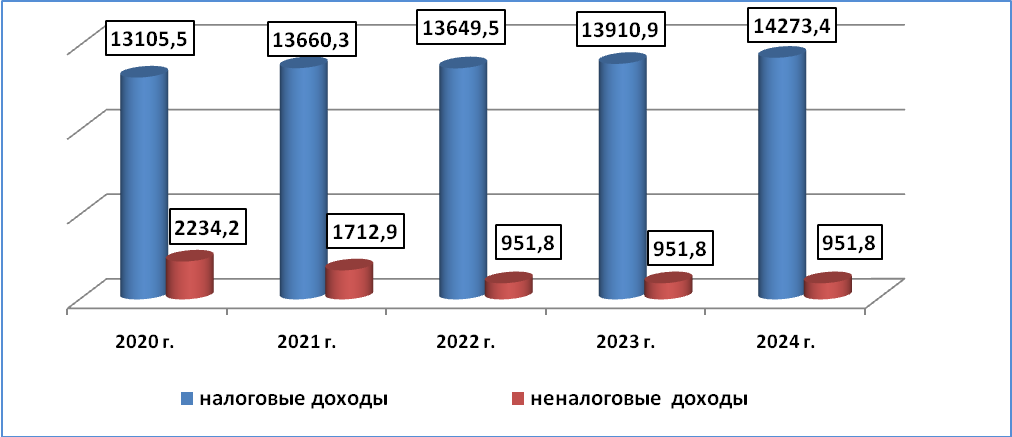 13105,5 13660,3 13649,5 13910,9 14273,4
2234,2 1712,9 951,8 951,8 951,8
2020 г. 2021 г. 2022 г. 2023 г. 2024 г.
налоговые доходы неналоговые доходы